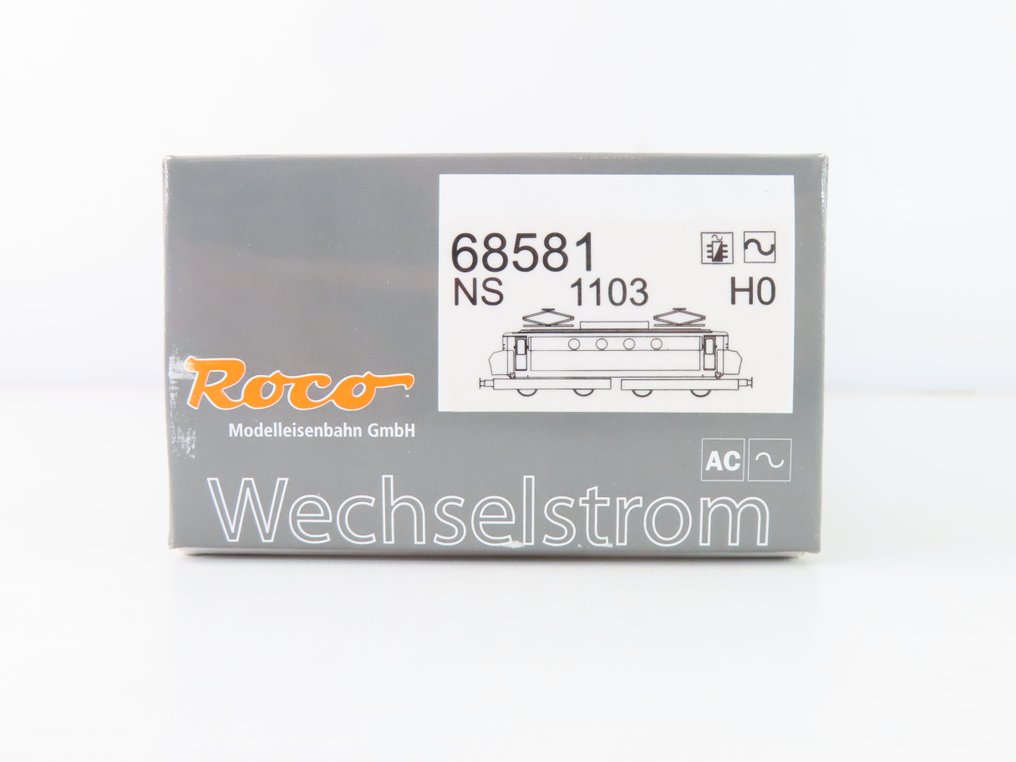 68581
NS 1103 H0
Roco
Modelleisenbahn GmbH
AC
Wechselstrom